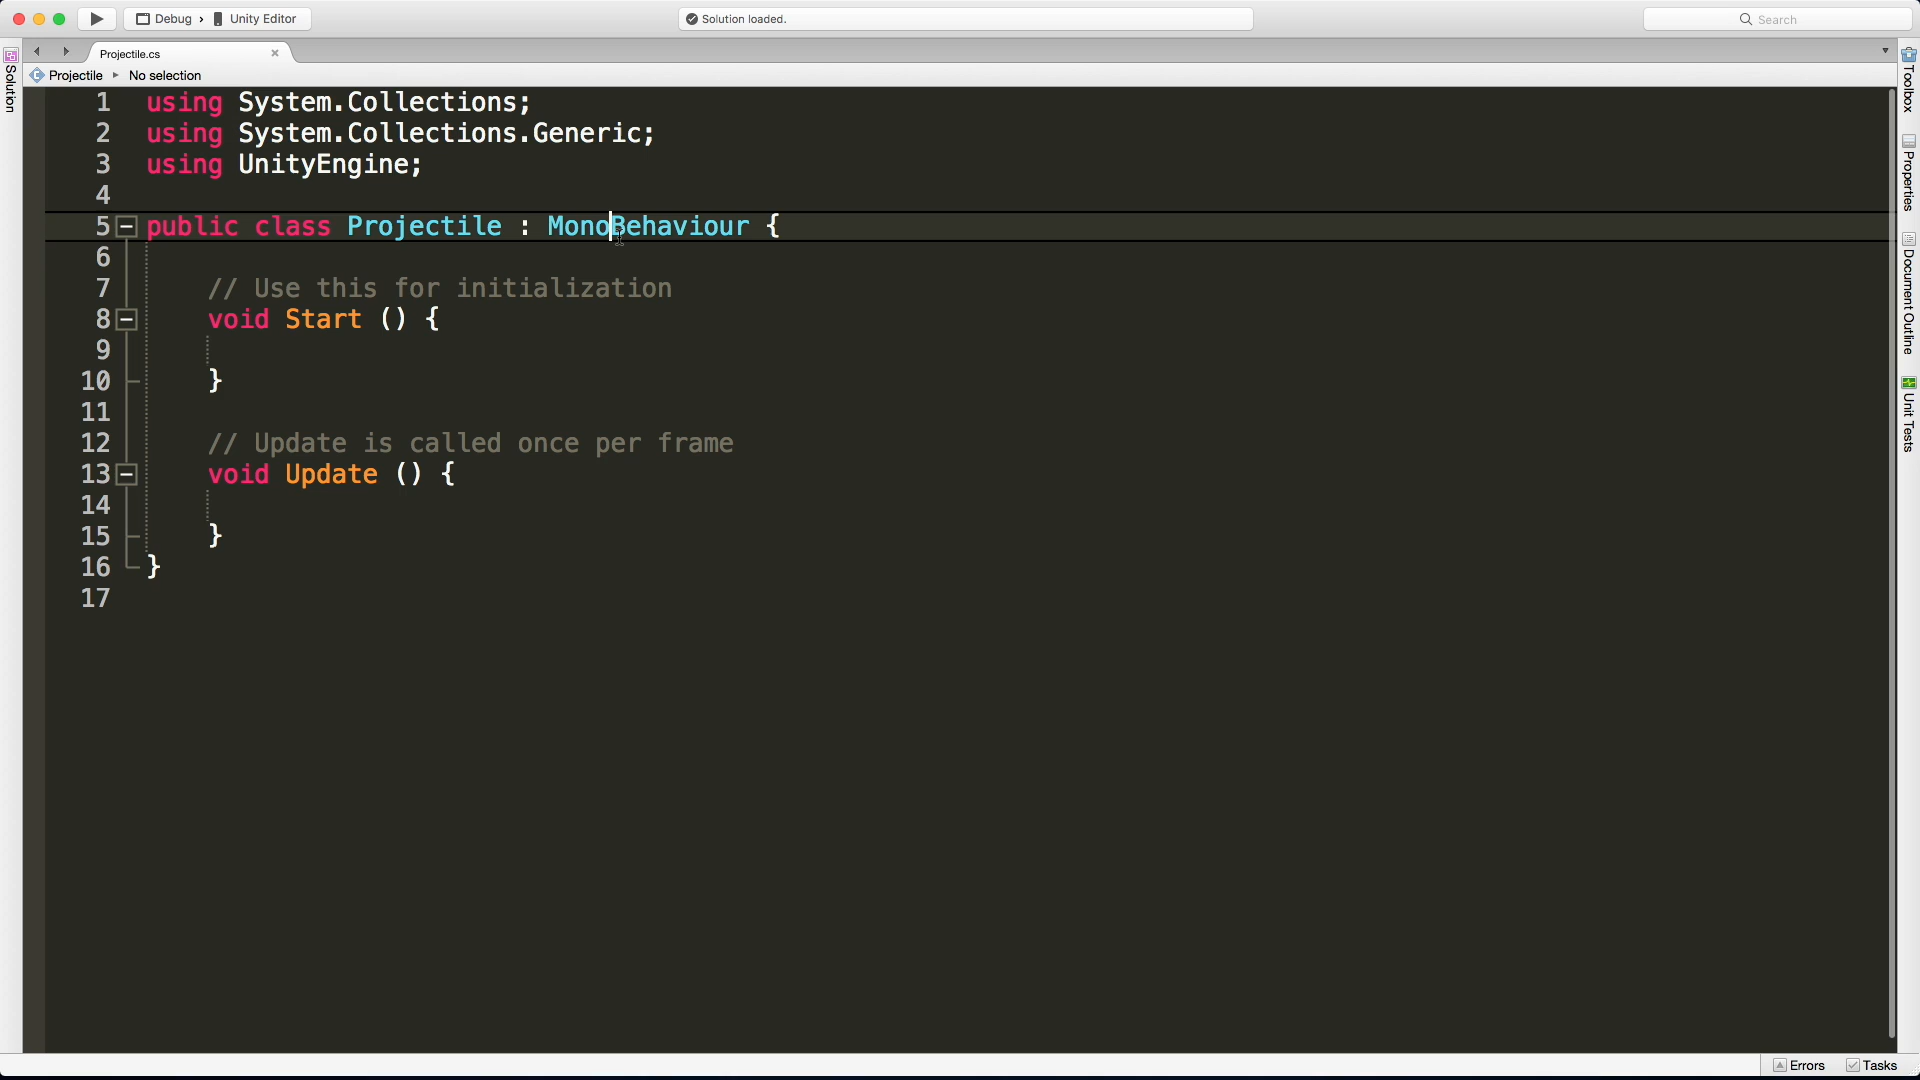 Debug › Unity Editor
Solution loaded.
Search
Projectile.cs
Projectile ▸ No selection
Solution
1 using System.Collections;
2 using System.Collections.Generic;
3 using UnityEngine;
4
5 public class Projectile : MonoBehaviour {
6
7 // Use this for initialization
8 void Start () {
9
10 }
11
12 // Update is called once per frame
13 void Update () {
14
15 }
16 }
17
Toolbox
Properties
Document Outline
Unit Tests
Errors
Tasks